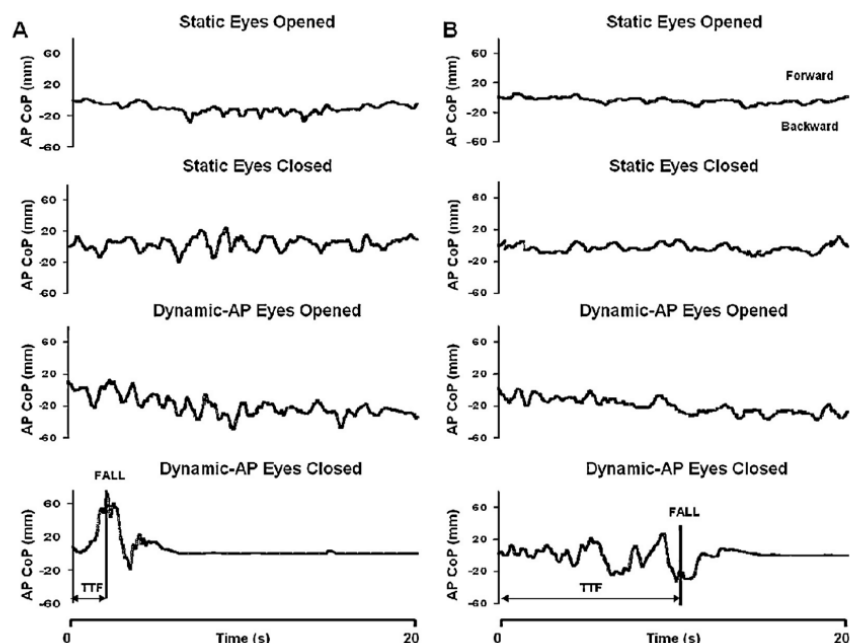 A
Static Eyes Opened
AP CoP (mm)
60
20
-20
-60
Static Eyes Closed
AP CoP (mm)
60
20
-20
-60
Dynamic-AP Eyes Opened
AP CoP (mm)
60
20
-20
-60
Dynamic-AP Eyes Closed
FALL
AP CoP (mm)
60
20
-20
-60
TTF
0
Time (s)
20
B
Static Eyes Opened
AP CoP (mm)
60
20
-20
-60
Forward
Backward
Static Eyes Closed
AP CoP (mm)
60
20
-20
-60
Dynamic-AP Eyes Opened
AP CoP (mm)
60
20
-20
-60
Dynamic-AP Eyes Closed
FALL
AP CoP (mm)
60
20
-20
-60
TTF
0
Time (s)
20